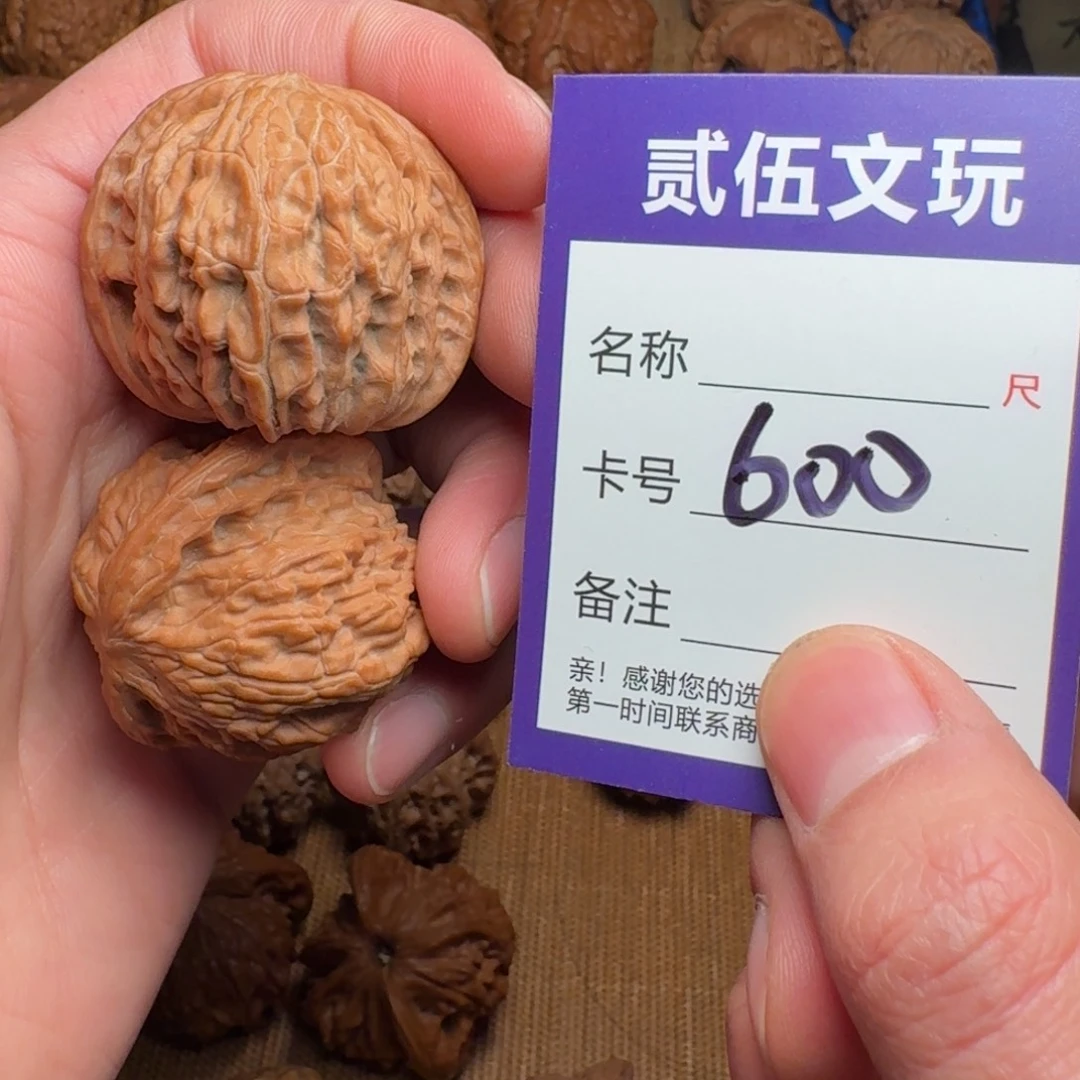 贰伍文玩
名称 尺
卡号 600
备注
亲！感谢您的选
第一时间联系商